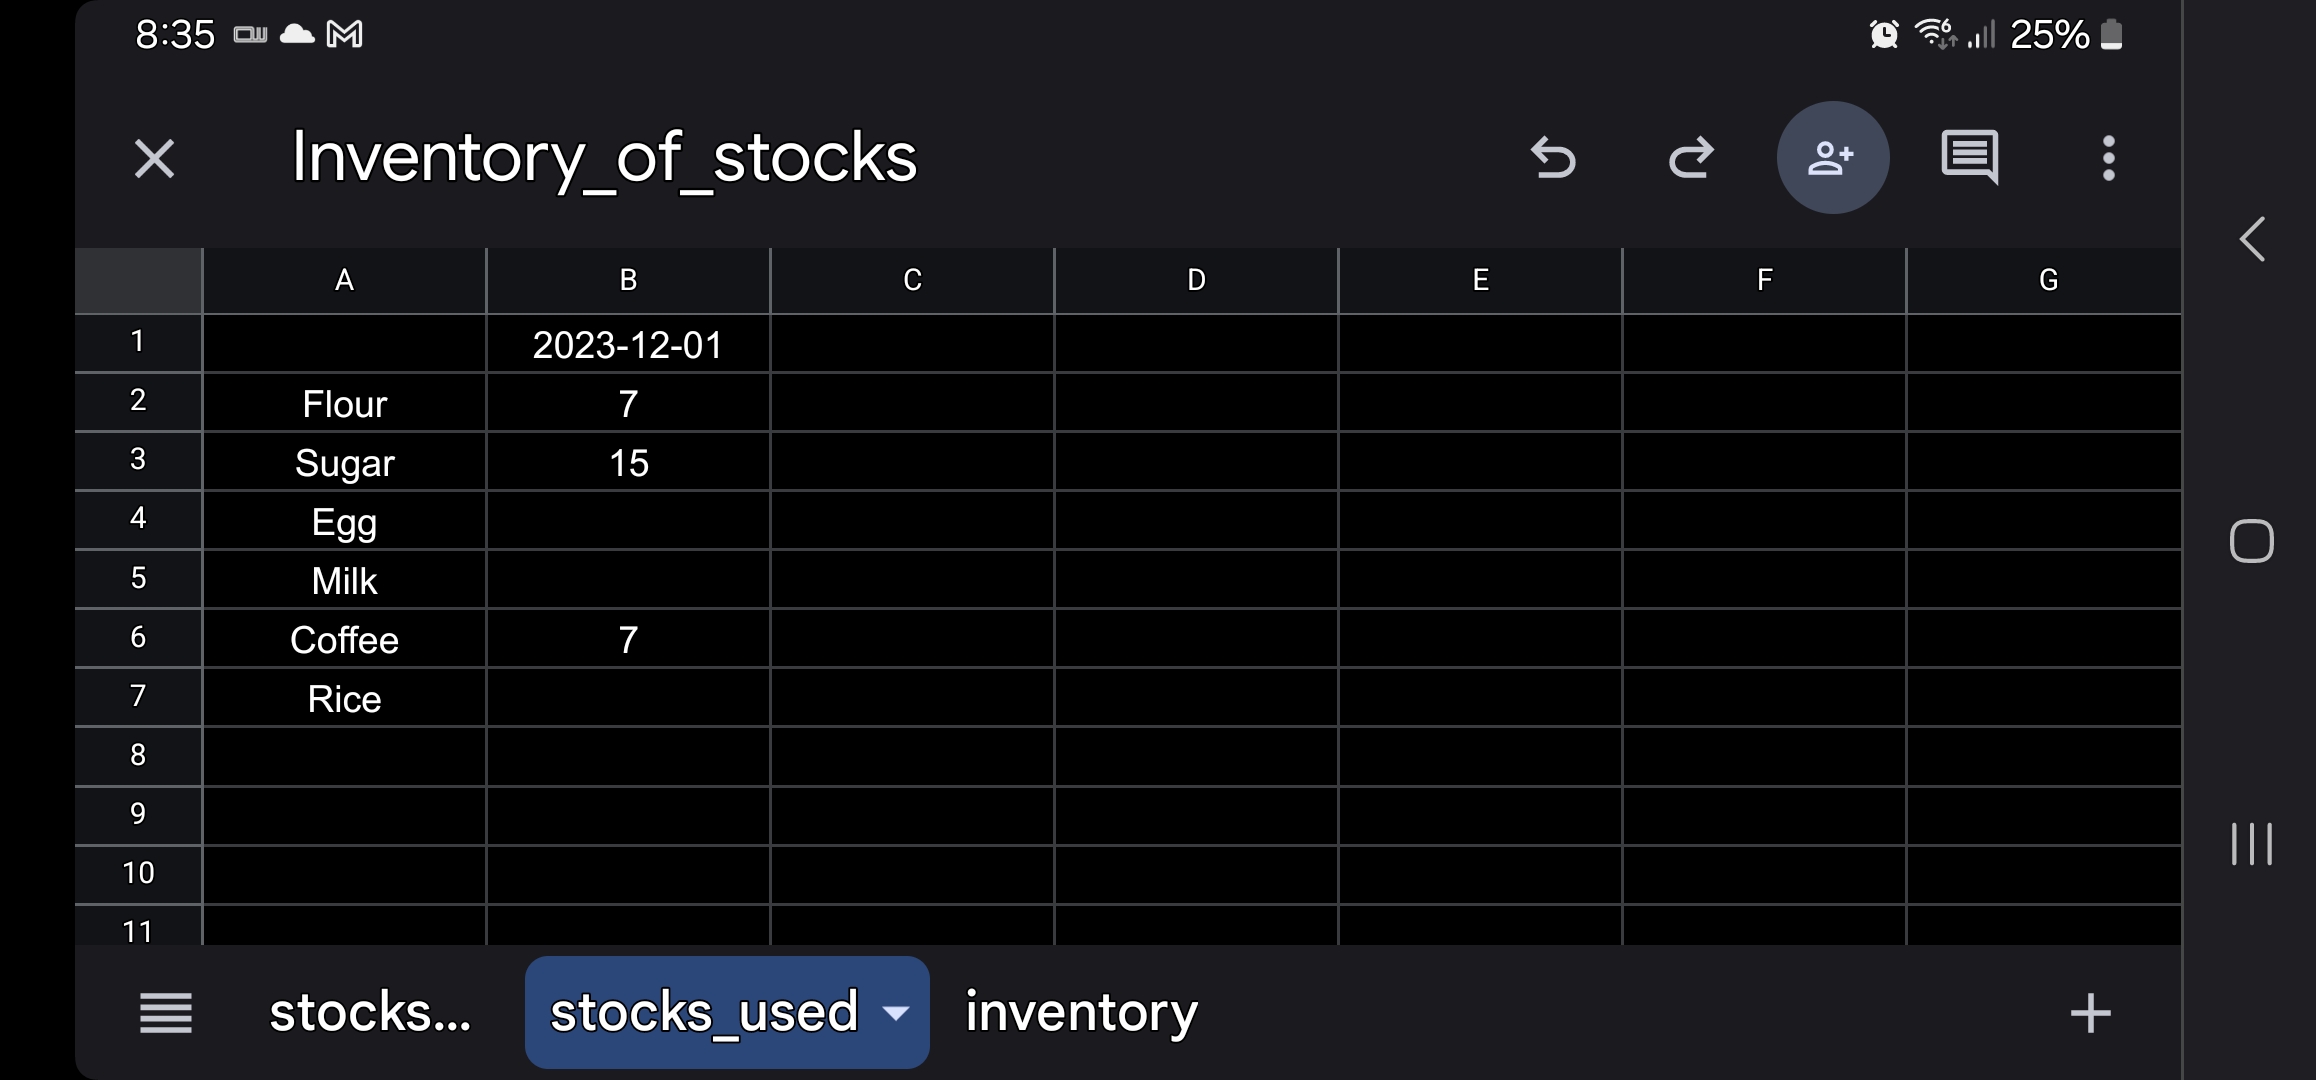 8:35 25%
Inventory_of_stocks
A B C D E F G
1 2023-12-01
2 Flour 7
3 Sugar 15
4 Egg
5 Milk
6 Coffee 7
7 Rice
8
9
10
11
stocks... stocks_used inventory